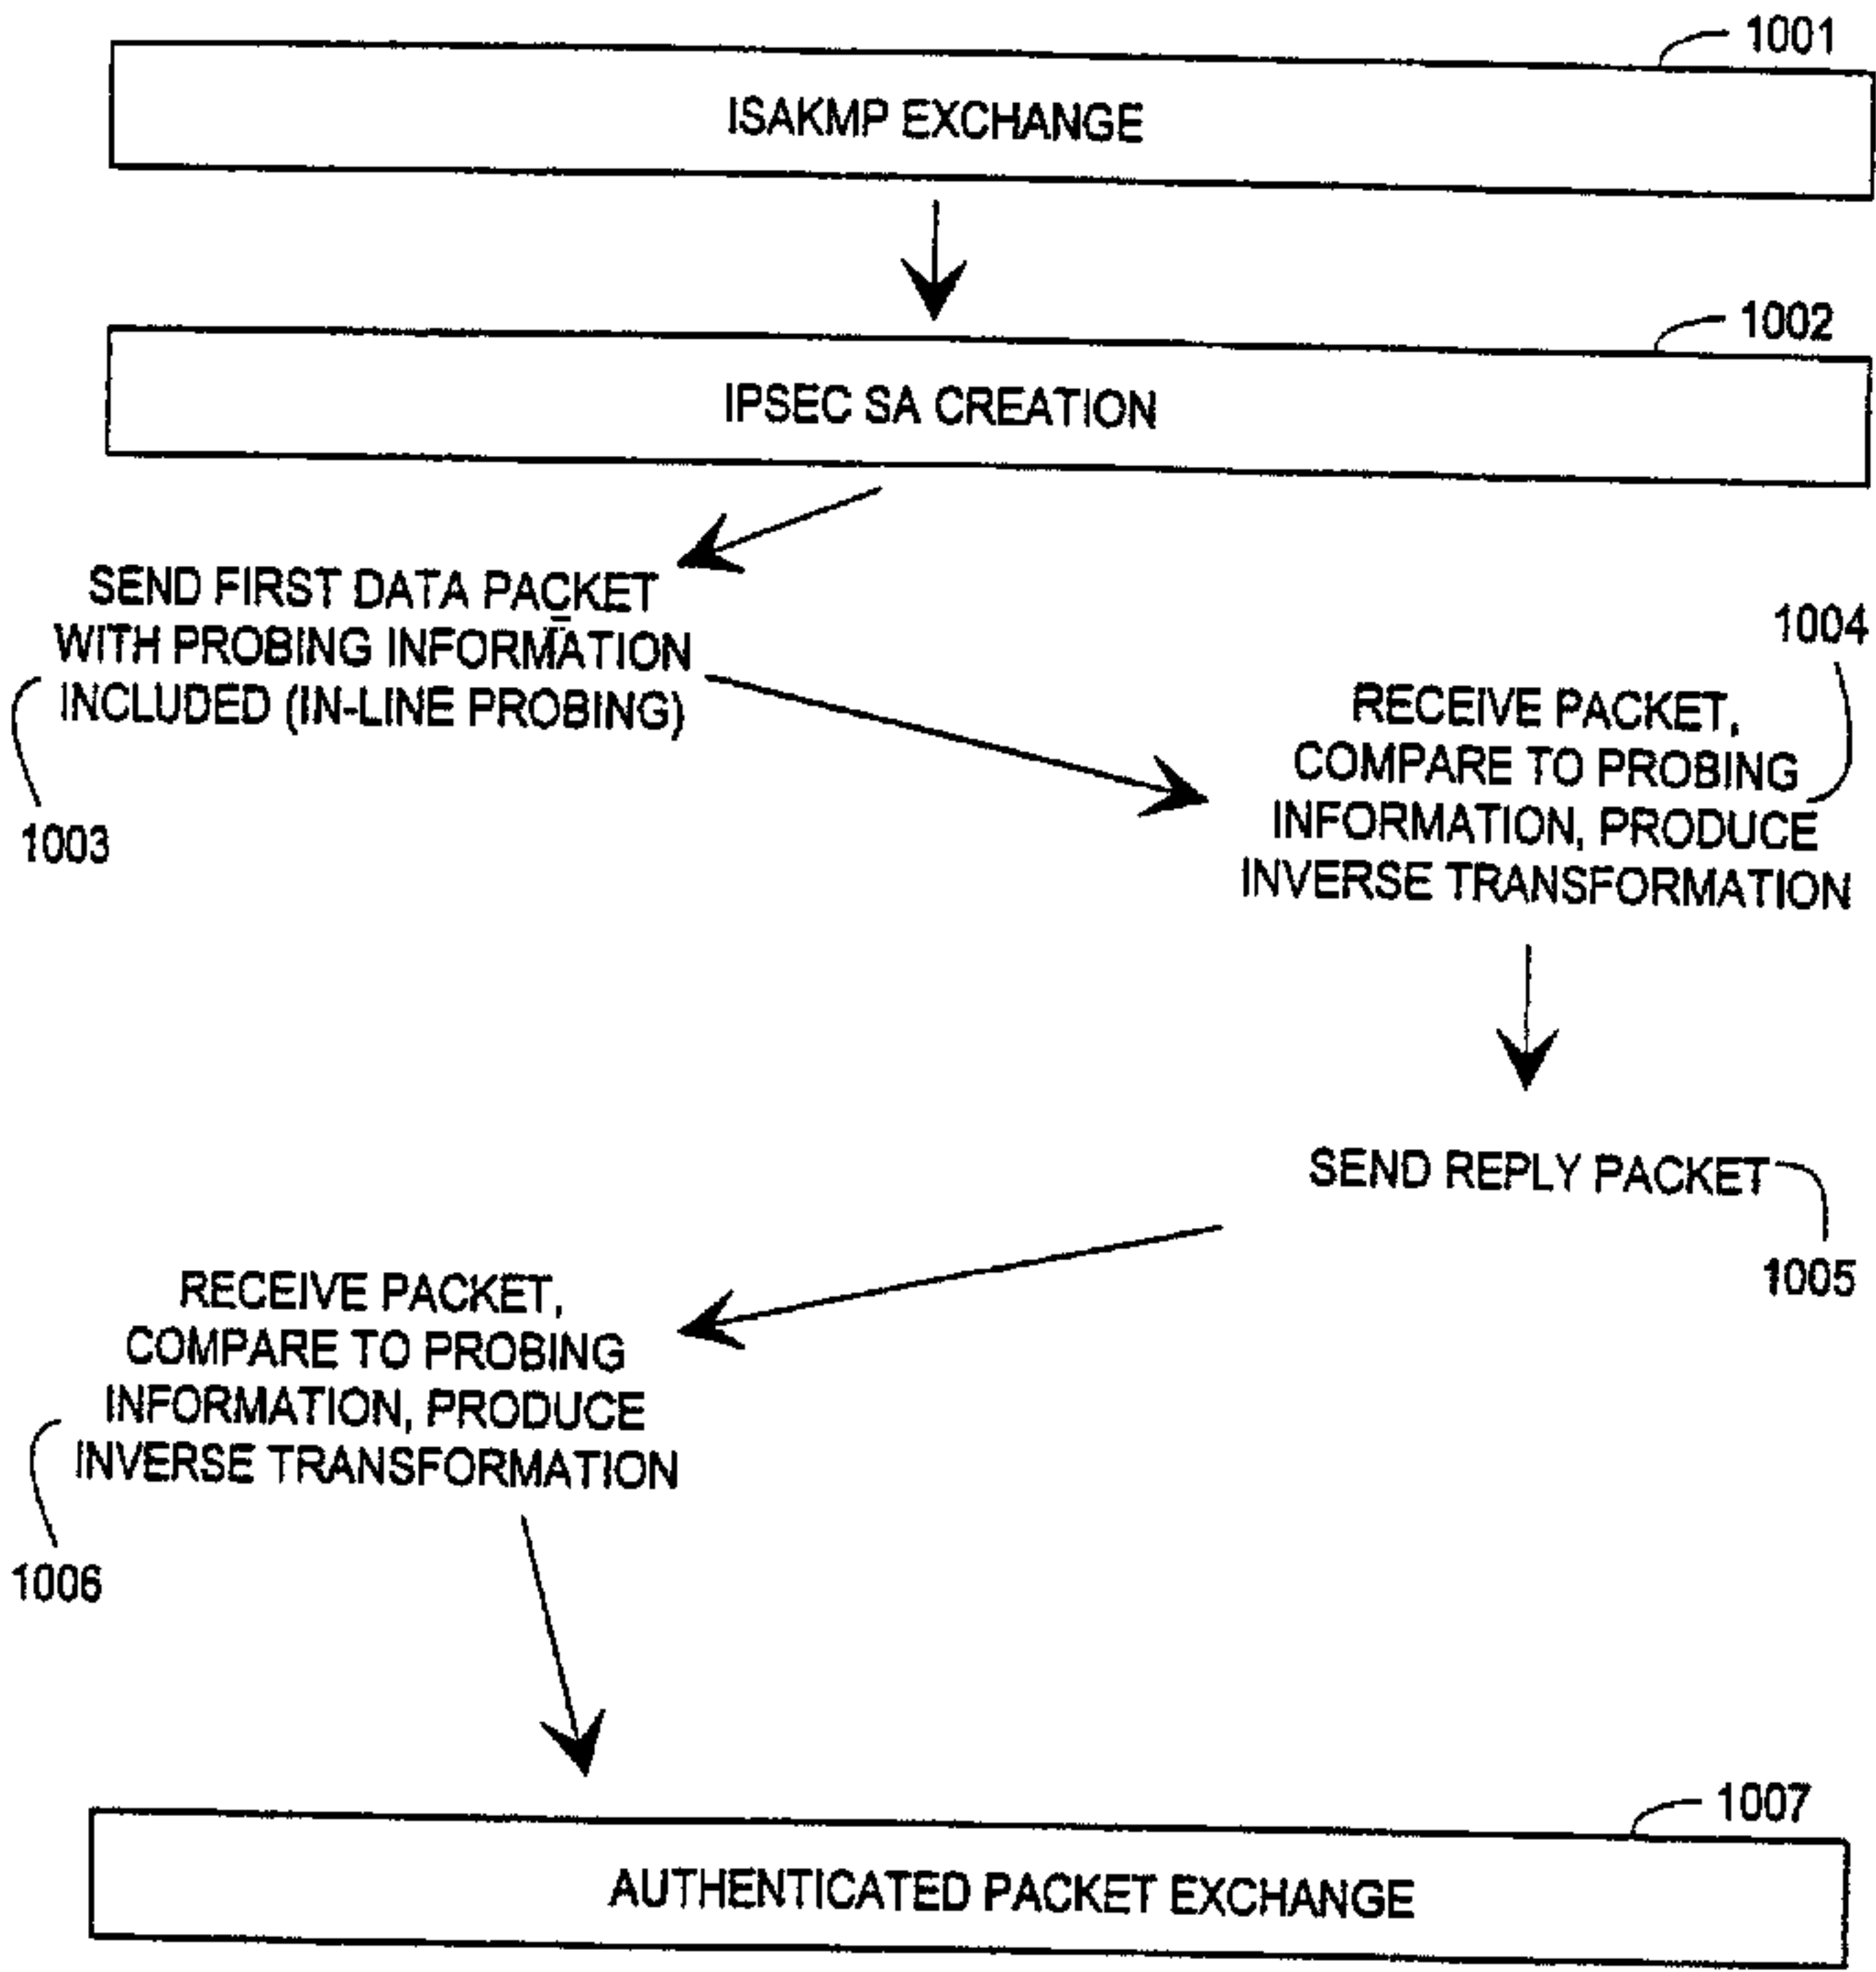 1001
ISAKMP EXCHANGE
1002
IPSEC SA CREATION
SEND FIRST DATA PACKET
WITH PROBING INFORMATION
INCLUDED (IN-LINE PROBING)
1003
1004
RECEIVE PACKET,
COMPARE TO PROBING
INFORMATION, PRODUCE
INVERSE TRANSFORMATION
SEND REPLY PACKET
1005
RECEIVE PACKET,
COMPARE TO PROBING
INFORMATION, PRODUCE
INVERSE TRANSFORMATION
1006
1007
AUTHENTICATED PACKET EXCHANGE